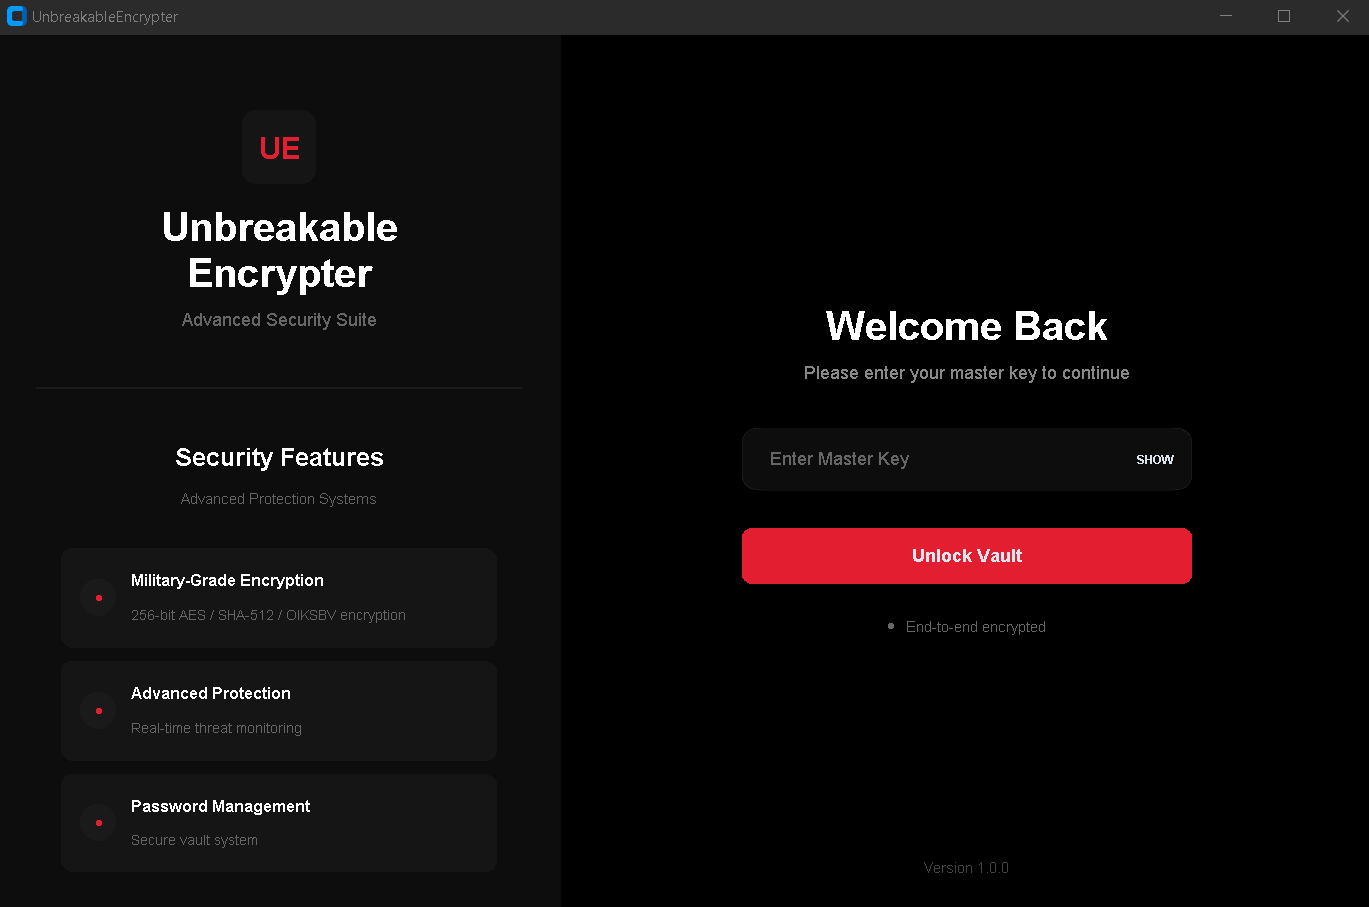 UnbreakableEncrypter
UE
Unbreakable
Encrypter
Advanced Security Suite
Security Features
Advanced Protection Systems
Military-Grade Encryption
256-bit AES / SHA-512 / OIKSBV encryption
Advanced Protection
Real-time threat monitoring
Password Management
Secure vault system
Welcome Back
Please enter your master key to continue
Enter Master Key
SHOW
Unlock Vault
End-to-end encrypted
Version 1.0.0